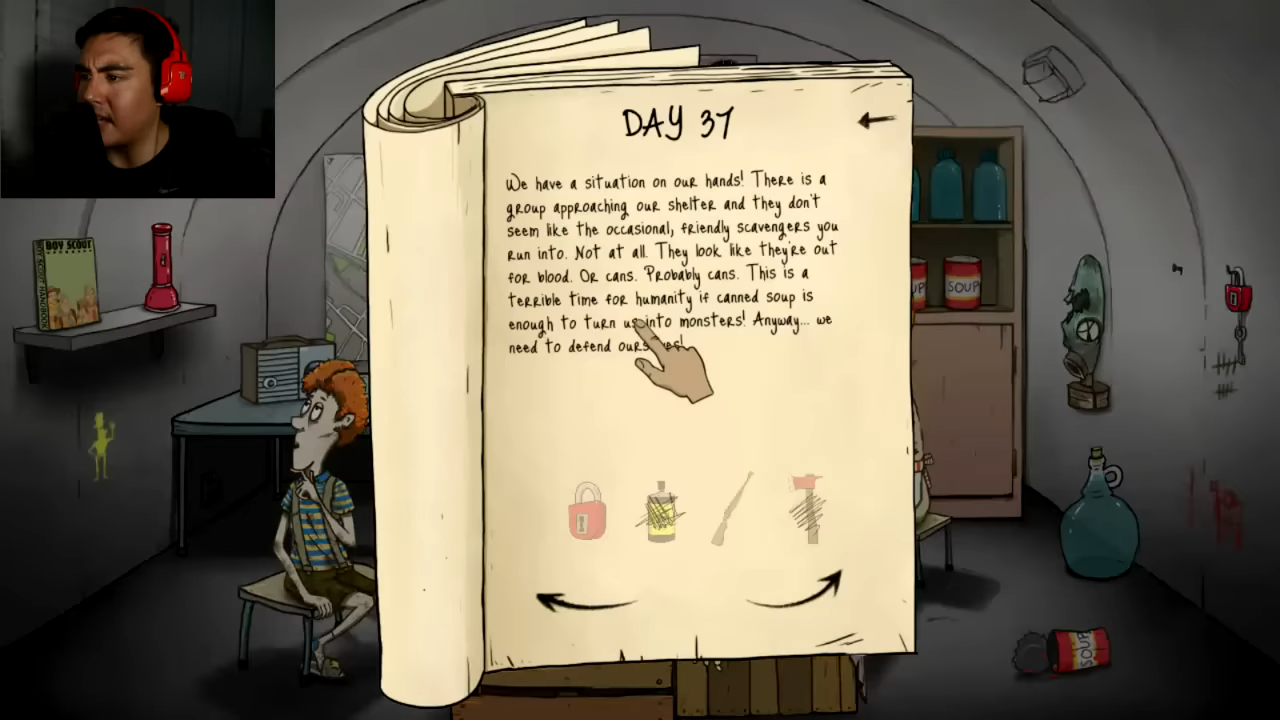 DAY 37
We have a situation on our hands! There is a
group approaching our shelter and they don't
seem like the occasional, friendly scavengers you
run into. Not at all. They look like they're out
for blood. Or cans. Probably cans. This is a
terrible time for humanity if canned soup is
enough to turn us into monsters! Anyway... we
need to defend
BOY SCOUT
BOY SCOUT HANDBOOK
SOUP
SOUP